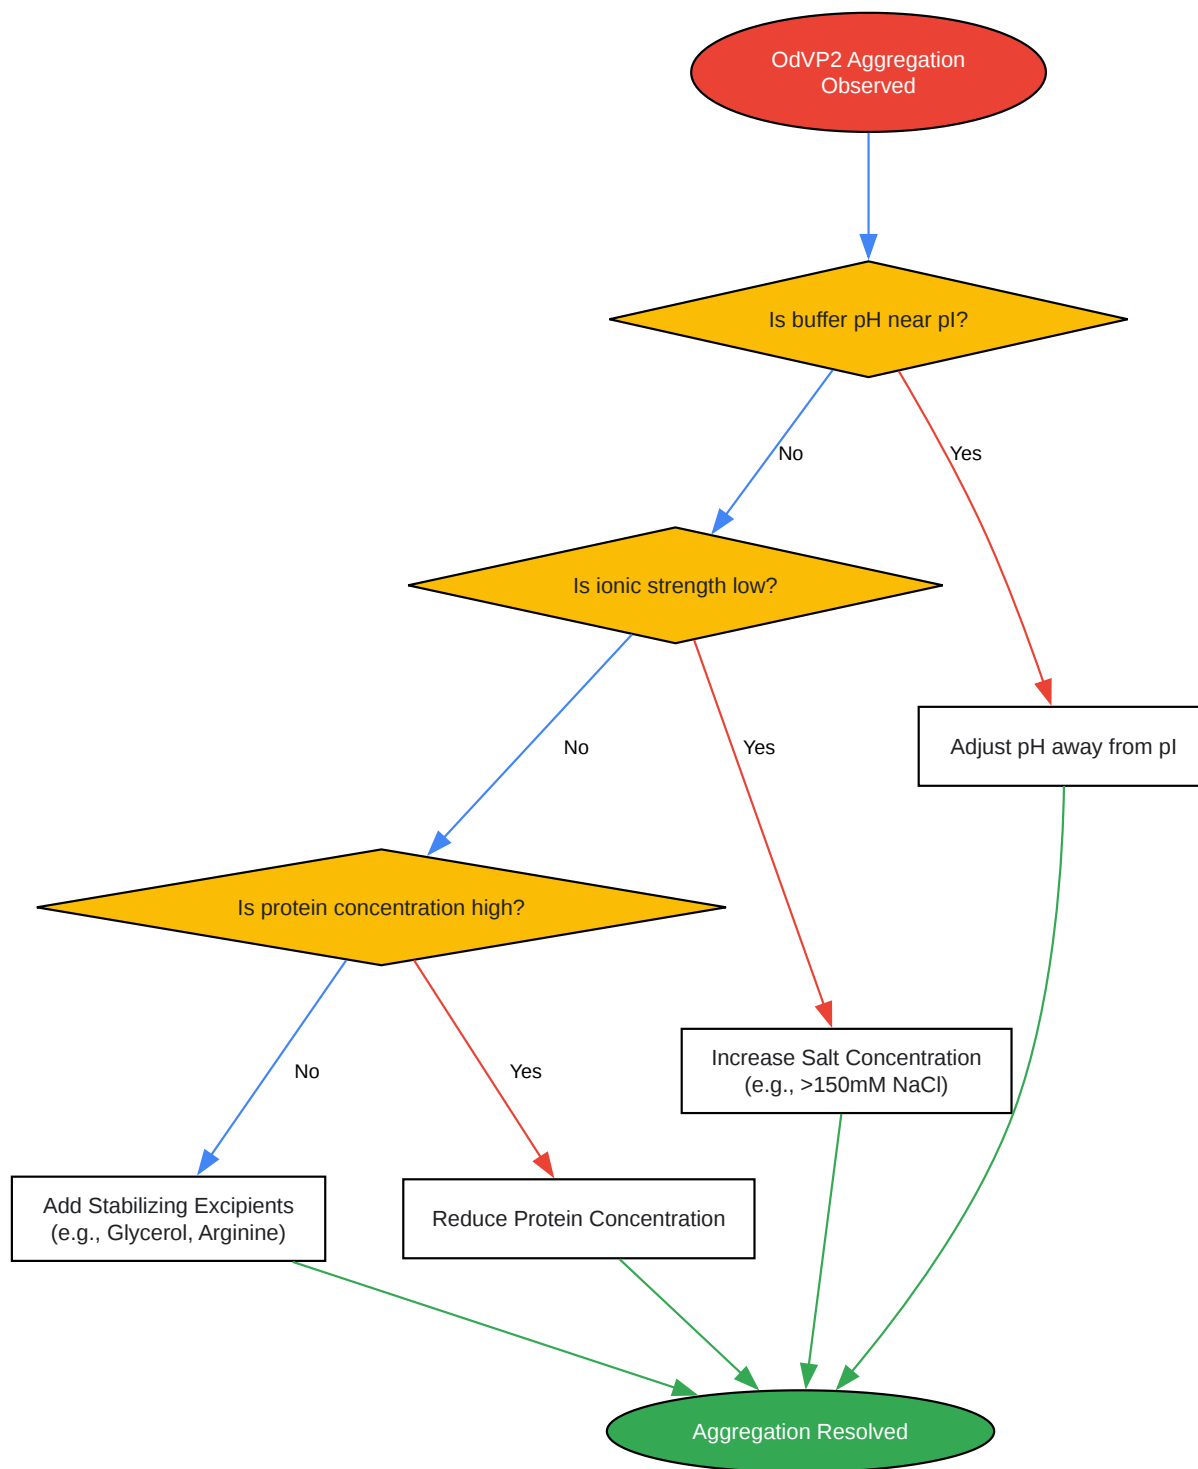 OdVP2 Aggregation
Observed
Is buffer pH near pI?
No
Yes
Is ionic strength low?
No
Yes
Adjust pH away from pI
Is protein concentration high?
No
Yes
Increase Salt Concentration
(e.g., >150mM NaCl)
Add Stabilizing Excipients
(e.g., Glycerol, Arginine)
Reduce Protein Concentration
Aggregation Resolved